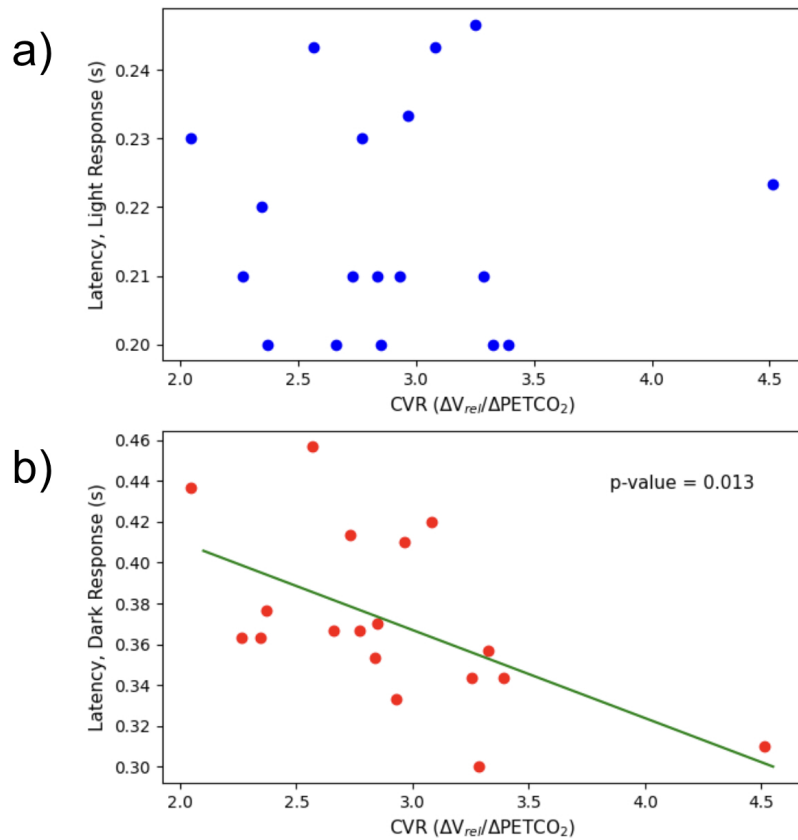 a)
Latency, Light Response (s)
0.24
0.23
0.22
0.21
0.20
2.0 2.5 3.0 3.5 4.0 4.5
CVR (ΔV_rel/ΔPETCO₂)
b)
Latency, Dark Response (s)
p-value = 0.013
0.46
0.44
0.42
0.40
0.38
0.36
0.34
0.32
0.30
2.0 2.5 3.0 3.5 4.0 4.5
CVR (ΔV_rel/ΔPETCO₂)